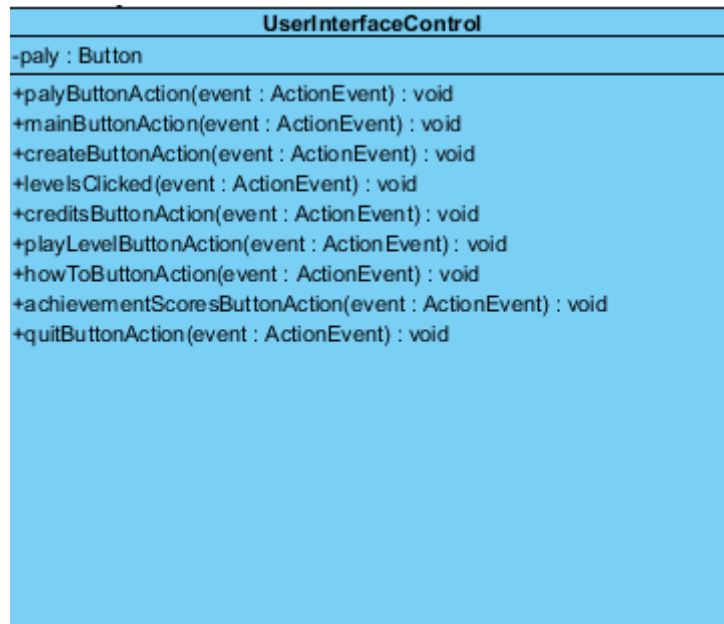 UserInterfaceControl
-paly : Button
+palyButtonAction(event : ActionEvent) : void
+mainButtonAction(event : ActionEvent) : void
+createButtonAction(event : ActionEvent) : void
+levelsClicked(event : ActionEvent) : void
+creditsButtonAction(event : ActionEvent) : void
+playLevelButtonAction(event : ActionEvent) : void
+howToButtonAction(event : ActionEvent) : void
+achievementScoresButtonAction(event : ActionEvent) : void
+quitButtonAction(event : ActionEvent) : void